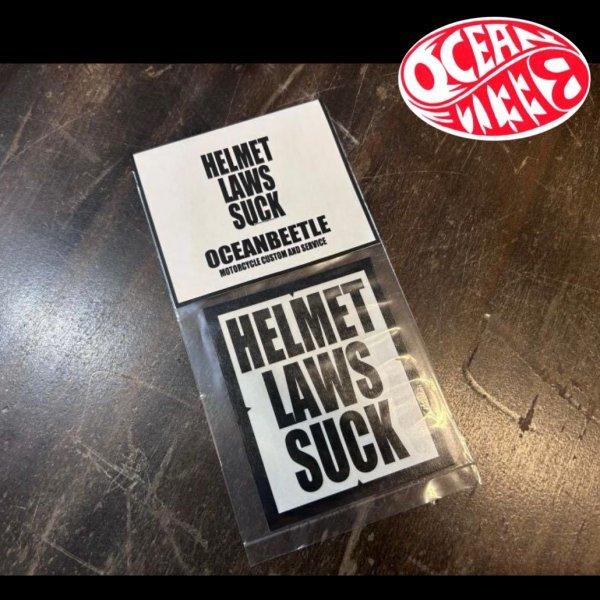 OCEAN
BEETLE
HELMET
LAWS
SUCK
OCEANBEETLE
MOTORCYCLE CUSTOM AND SERVICE
HELMET
LAWS
SUCK